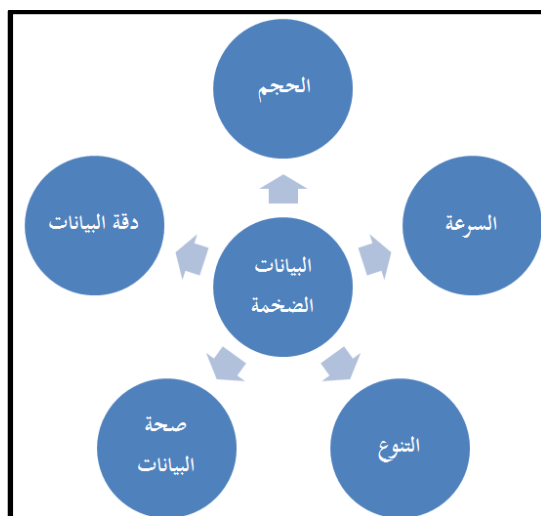 الحجم
السرعة
دقة البيانات
البيانات
الضخمة
التنوع
صحة
البيانات